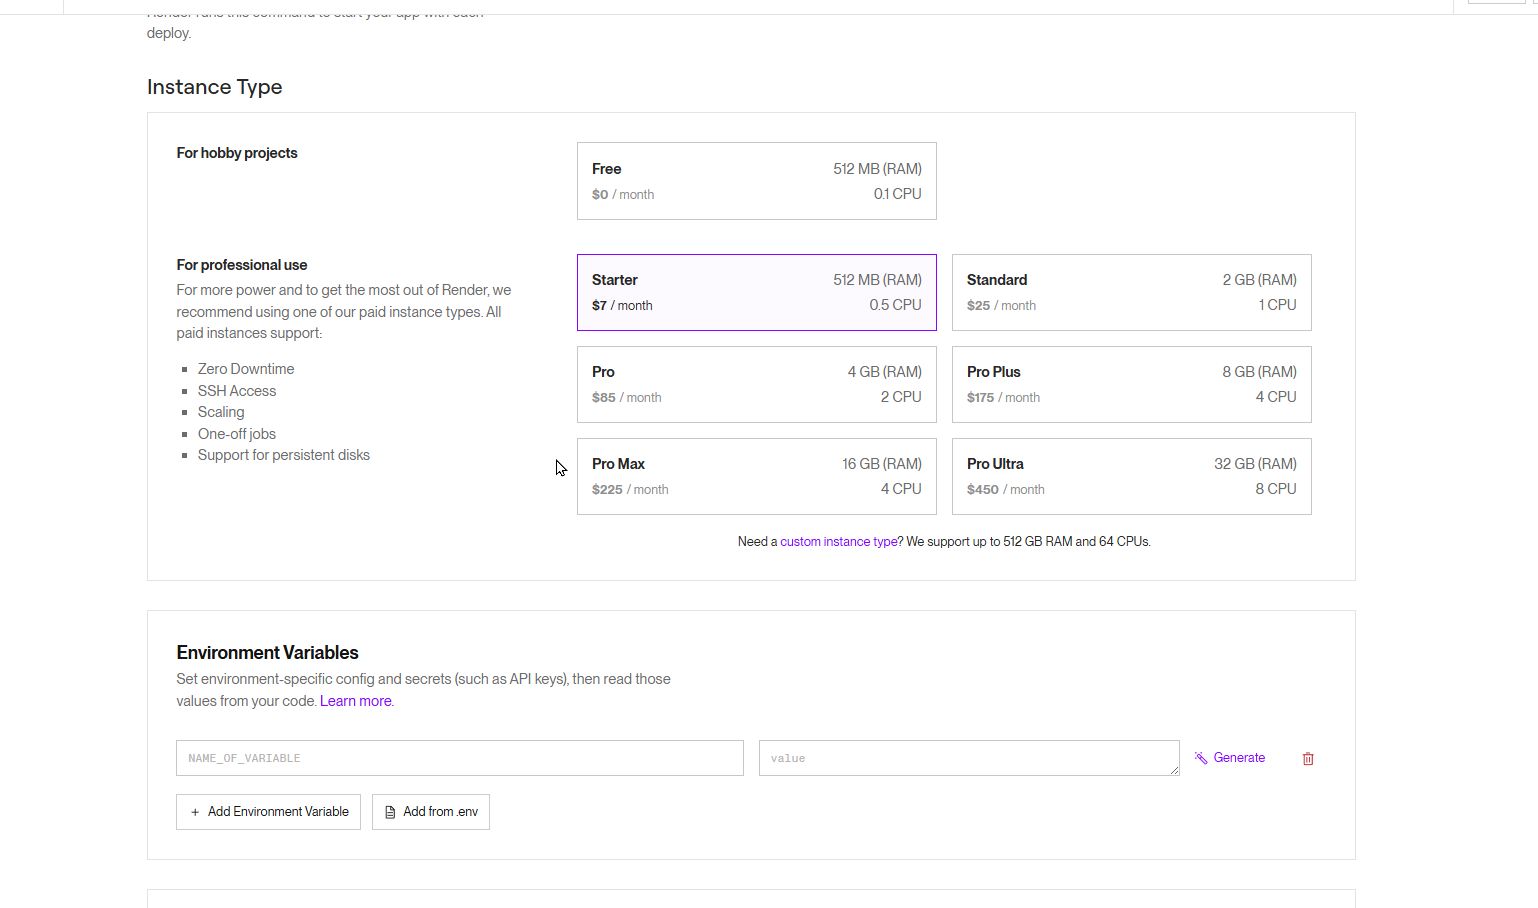 deploy.
Instance Type
For hobby projects
Free 512 MB (RAM)
$0 / month 0.1 CPU
For professional use
For more power and to get the most out of Render, we
recommend using one of our paid instance types. All
paid instances support:
Zero Downtime
SSH Access
Scaling
One-off jobs
Support for persistent disks
Starter 512 MB (RAM)
$7 / month 0.5 CPU
Standard 2 GB (RAM)
$25 / month 1 CPU
Pro 4 GB (RAM)
$85 / month 2 CPU
Pro Plus 8 GB (RAM)
$175 / month 4 CPU
Pro Max 16 GB (RAM)
$225 / month 4 CPU
Pro Ultra 32 GB (RAM)
$450 / month 8 CPU
Need a custom instance type? We support up to 512 GB RAM and 64 CPUs.
Environment Variables
Set environment-specific config and secrets (such as API keys), then read those
values from your code. Learn more.
NAME_OF_VARIABLE value Generate
+ Add Environment Variable Add from .env